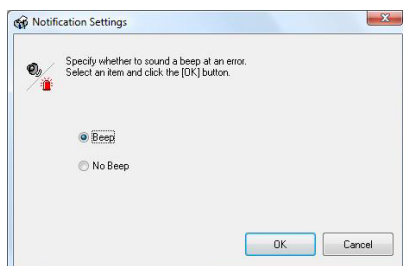 Notification Settings
Specify whether to sound a beep at an error.
Select an item and click the [OK] button.
Beep
No Beep
OK Cancel